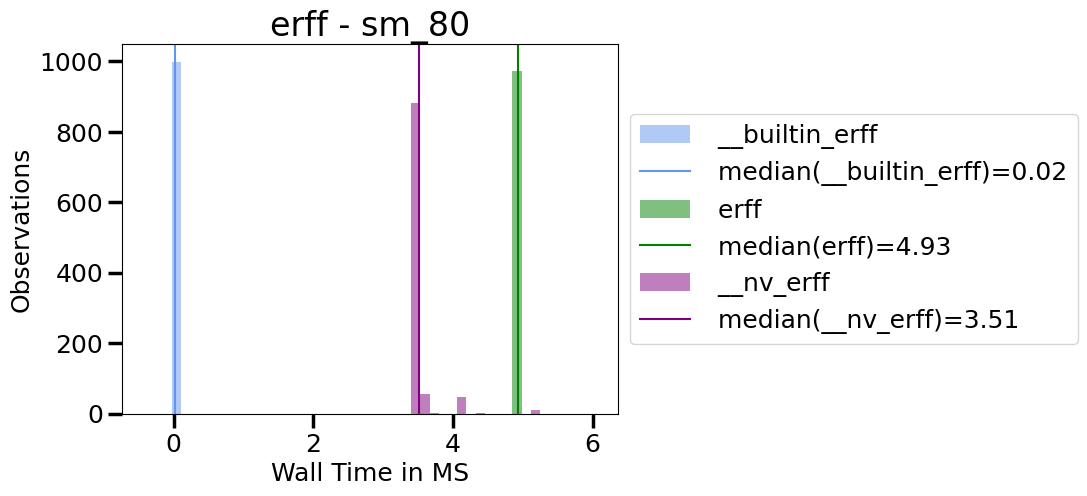 erff - sm_80
1000
800
600
400
200
0
Observations
0 2 4 6
Wall Time in MS
__builtin_erff
median(__builtin_erff)=0.02
erff
median(erff)=4.93
__nv_erff
median(__nv_erff)=3.51